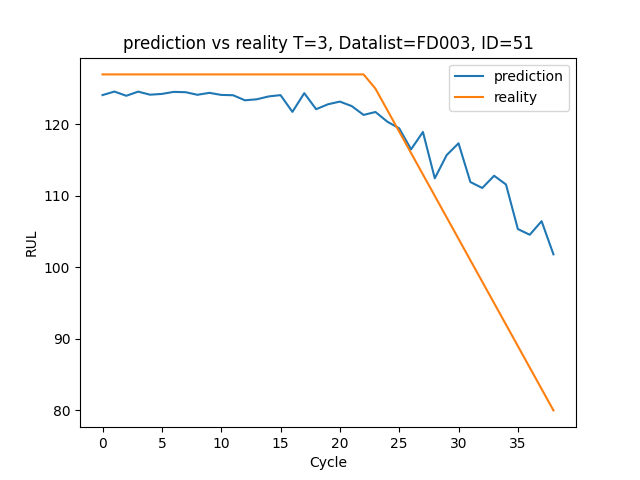 prediction vs reality T=3, Datalist=FD003, ID=51
prediction
reality
RUL
120
110
100
90
80
0 5 10 15 20 25 30 35
Cycle